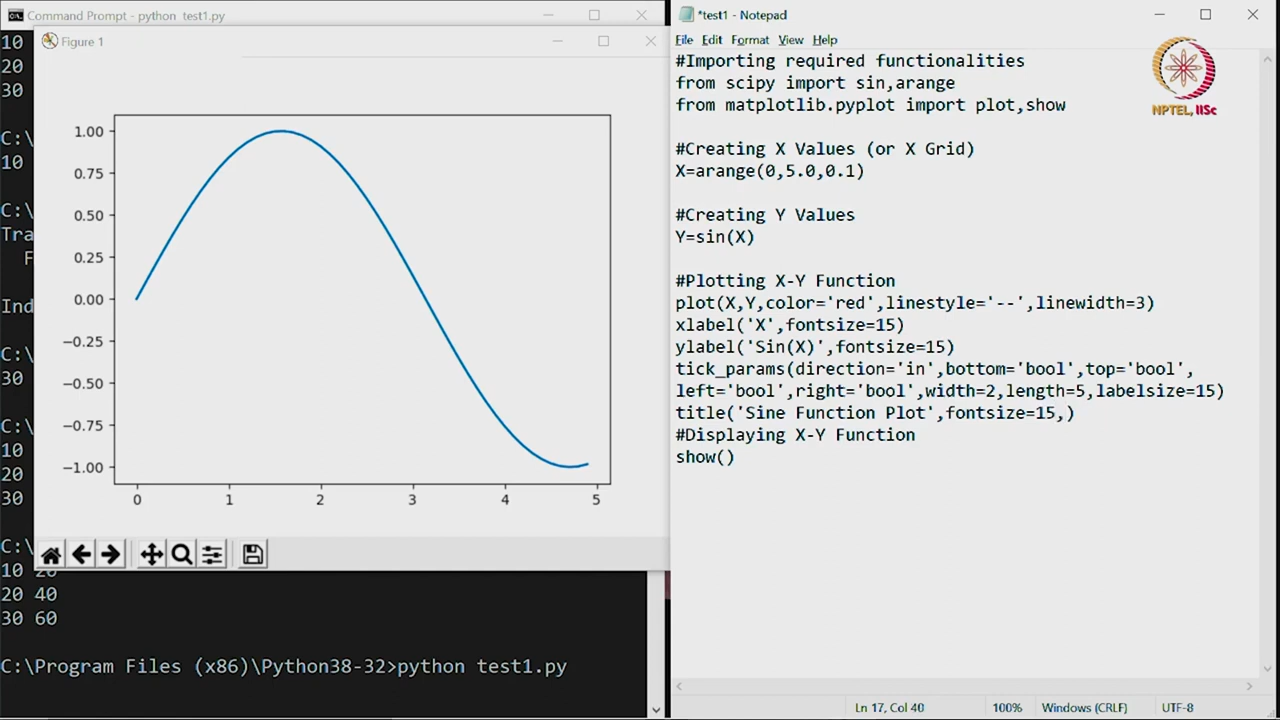 Command Prompt - python test1.py
10
20
30
C:\
10
C:\
Tra
F
Ind
C:\
30
C:\
10
20
30
C:\
10 20
20 40
30 60
C:\Program Files (x86)\Python38-32>python test1.py
Figure 1
1.00
0.75
0.50
0.25
0.00
−0.25
−0.50
−0.75
−1.00
0 1 2 3 4 5
*test1 - Notepad
File Edit Format View Help
#Importing required functionalities
from scipy import sin,arange
from matplotlib.pyplot import plot,show
#Creating X Values (or X Grid)
X=arange(0,5.0,0.1)
#Creating Y Values
Y=sin(X)
#Plotting X-Y Function
plot(X,Y,color='red',linestyle='--',linewidth=3)
xlabel('X',fontsize=15)
ylabel('Sin(X)',fontsize=15)
tick_params(direction='in',bottom='bool',top='bool',
left='bool',right='bool',width=2,length=5,labelsize=15)
title('Sine Function Plot',fontsize=15,)
#Displaying X-Y Function
show()
NPTEL, IISc
Ln 17, Col 40 100% Windows (CRLF) UTF-8